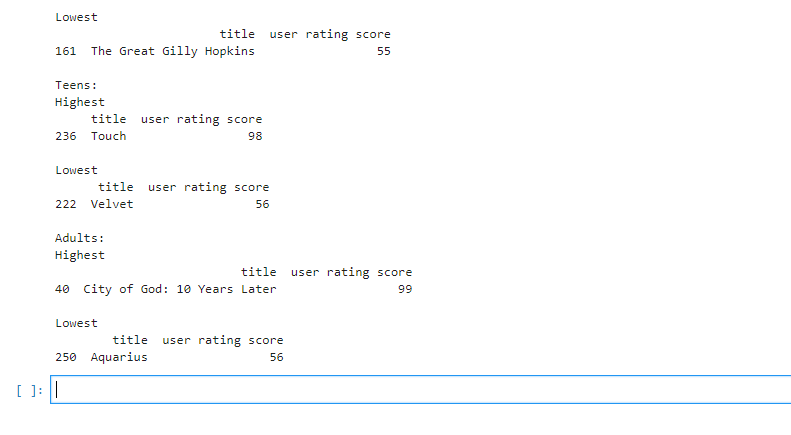 Lowest
title user rating score
161 The Great Gilly Hopkins 55
Teens:
Highest
title user rating score
236 Touch 98
Lowest
title user rating score
222 Velvet 56
Adults:
Highest
title user rating score
40 City of God: 10 Years Later 99
Lowest
title user rating score
250 Aquarius 56
[ ]: